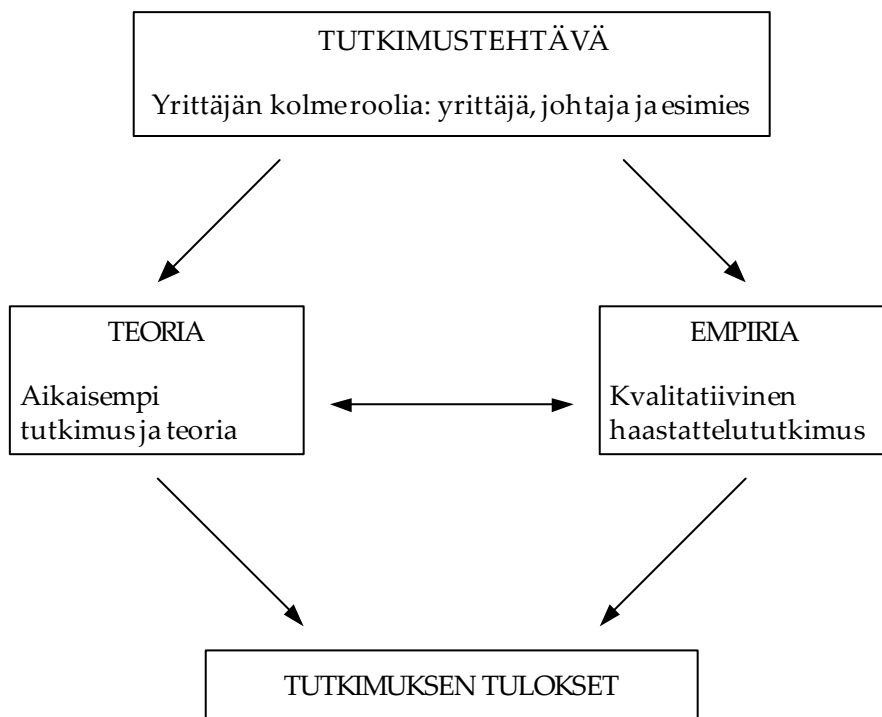 TUTKIMUSTEHTÄVÄ
Yrittäjän kolme roolia: yrittäjä, johtaja ja esimies
TEORIA
Aikaisempi
tutkimus ja teoria
EMPIRIA
Kvalitatiivinen
haastattelututkimus
TUTKIMUKSEN TULOKSET